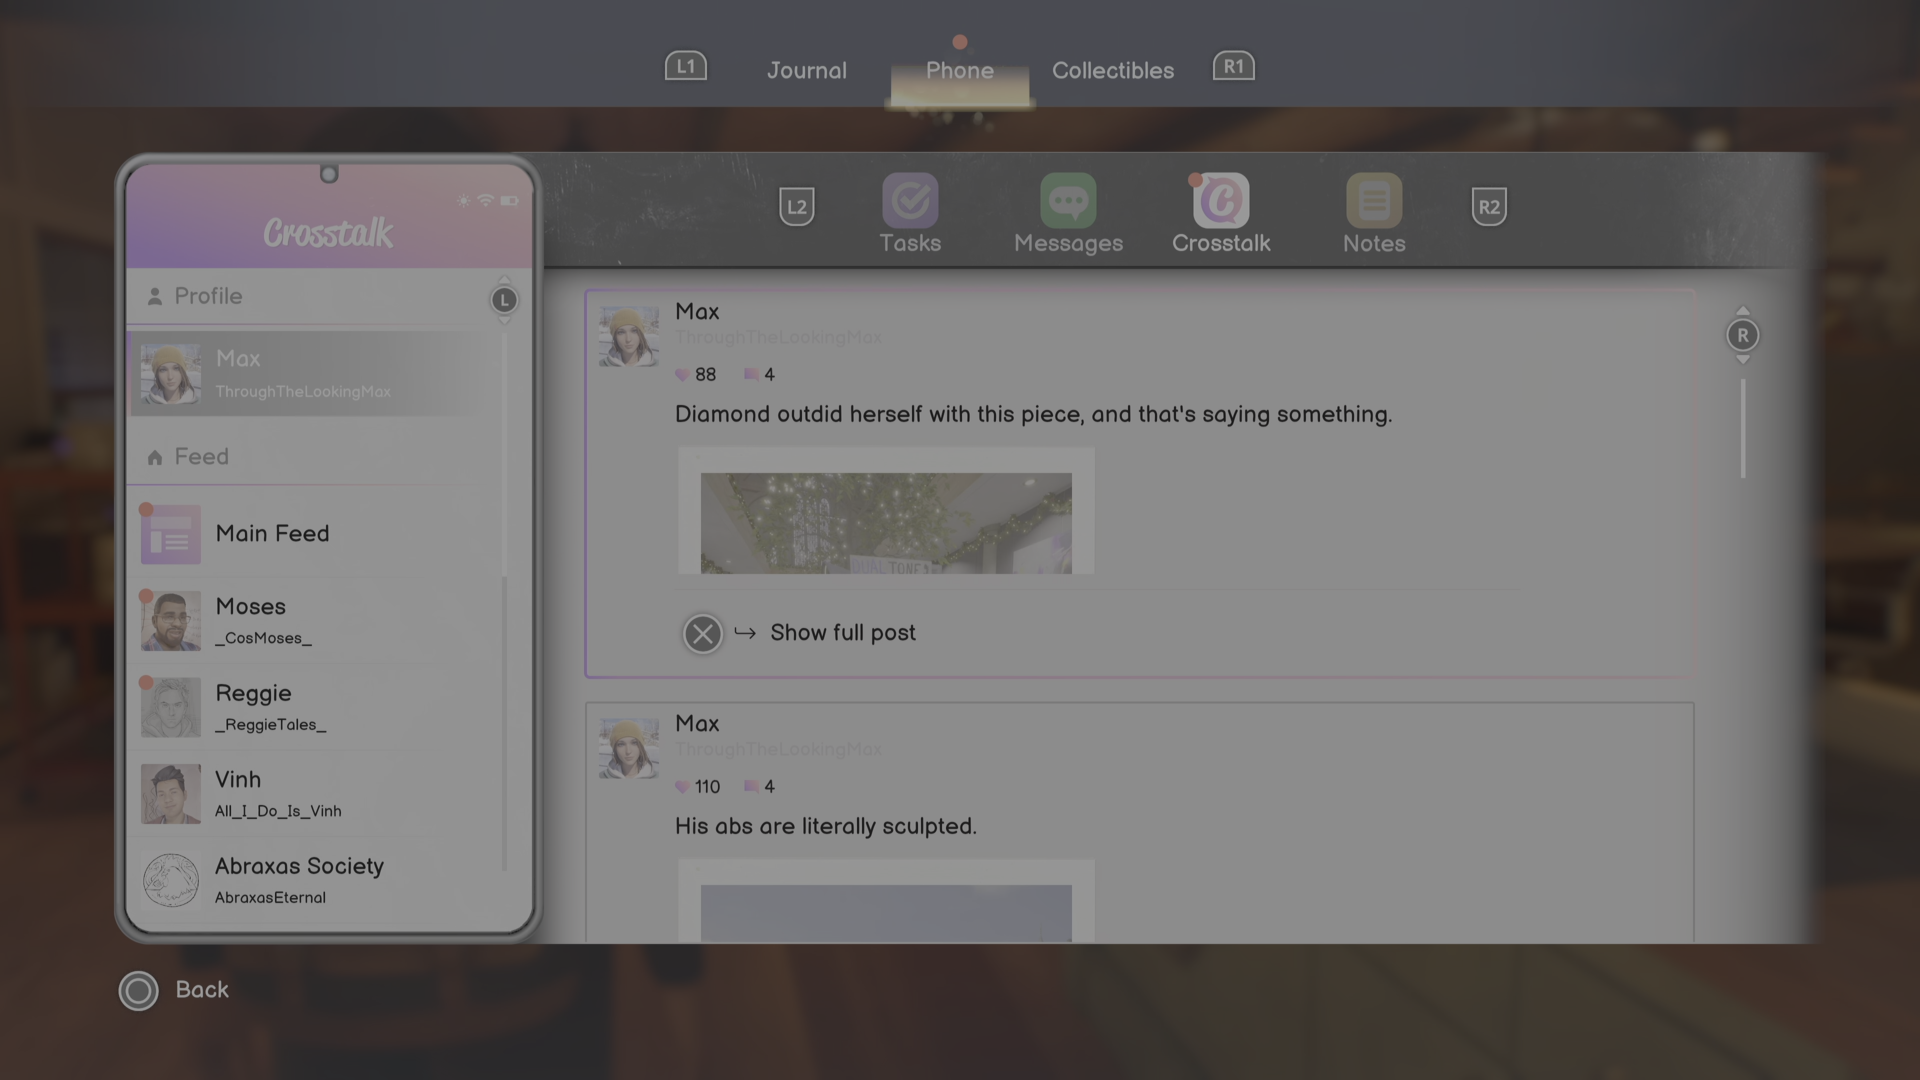 L1
Journal
Phone
Collectibles
R1
Crosstalk
L2
Tasks
Messages
Crosstalk
Notes
R2
Profile
L
Max
ThroughTheLookingMax
Feed
Main Feed
Moses
_CosMoses_
Reggie
_ReggieTales_
Vinh
All_I_Do_Is_Vinh
Abraxas Society
AbraxasEternal
Max
ThroughTheLookingMax
88
4
Diamond outdid herself with this piece, and that's saying something.
DUAL TONES
Show full post
R
Max
ThroughTheLookingMax
110
4
His abs are literally sculpted.
Back